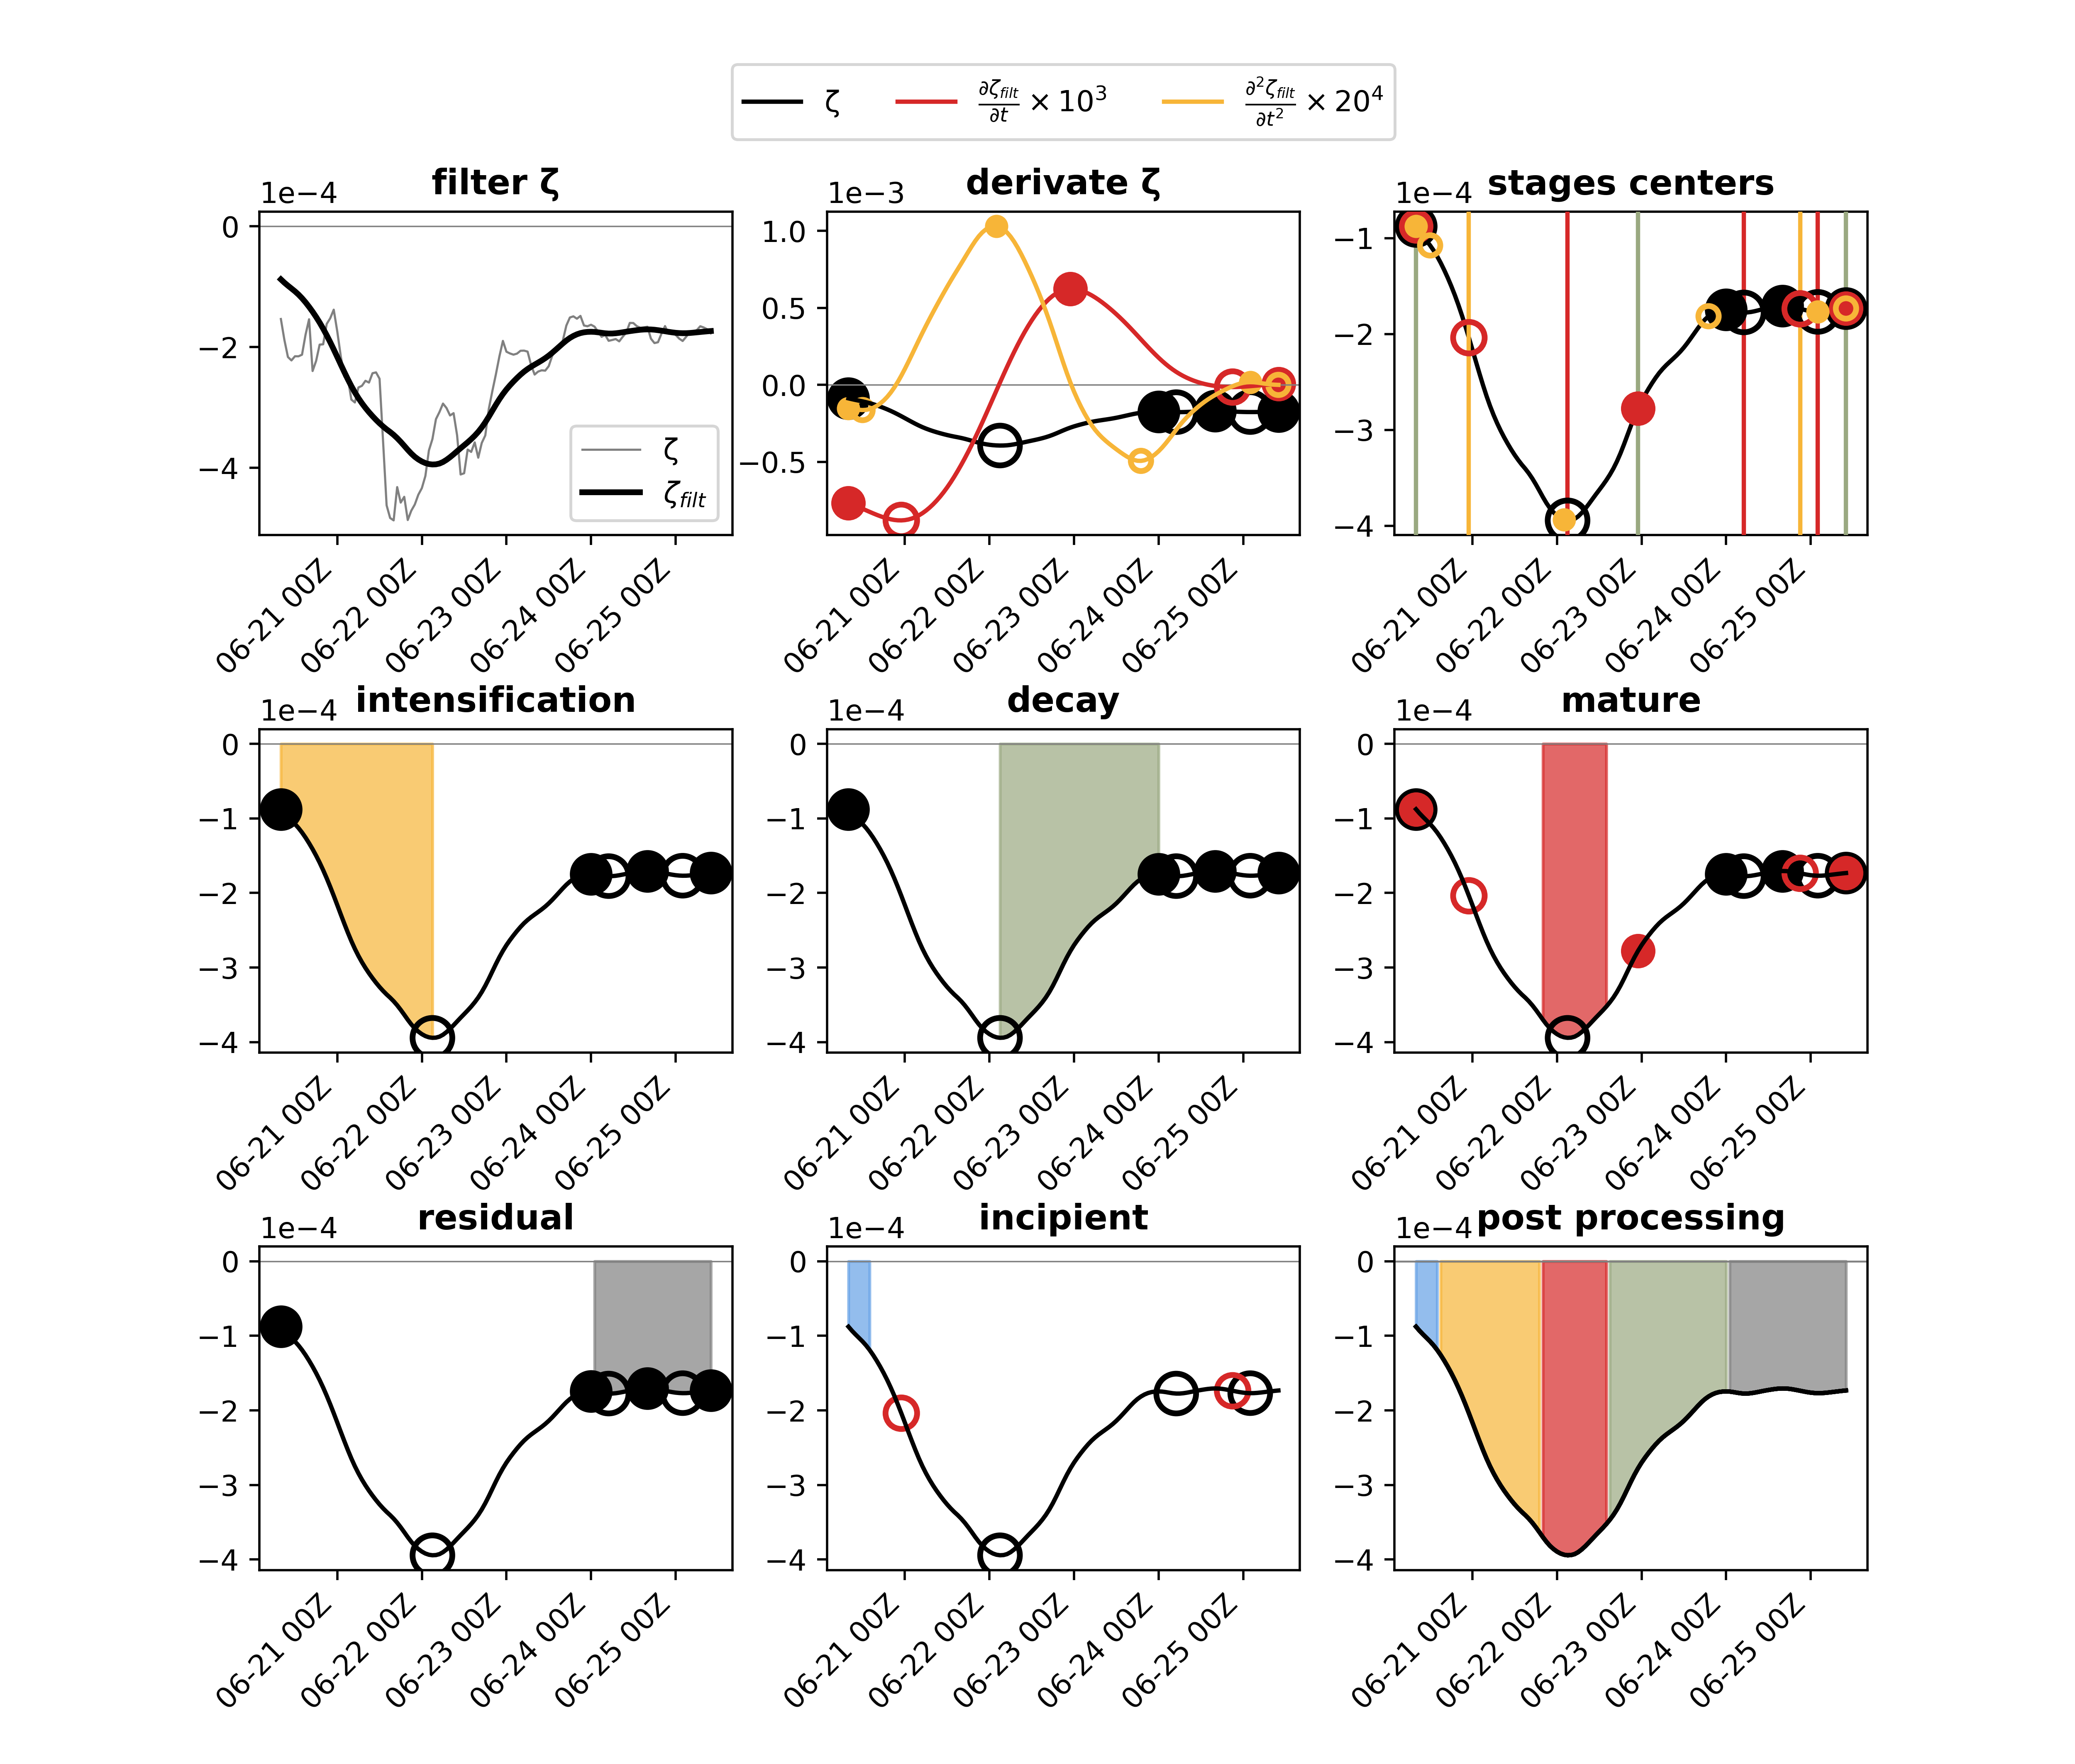 ζ ∂ζfilt/∂t × 10³ ∂²ζfilt/∂t² × 20⁴
filter ζ
1e−4
0
−2
−4
ζ
ζfilt
06-21 00Z
06-22 00Z
06-23 00Z
06-24 00Z
06-25 00Z
derivate ζ
1e−3
1.0
0.5
0.0
−0.5
06-21 00Z
06-22 00Z
06-23 00Z
06-24 00Z
06-25 00Z
stages centers
1e−4
−1
−2
−3
−4
06-21 00Z
06-22 00Z
06-23 00Z
06-24 00Z
06-25 00Z
intensification
1e−4
0
−1
−2
−3
−4
06-21 00Z
06-22 00Z
06-23 00Z
06-24 00Z
06-25 00Z
decay
1e−4
0
−1
−2
−3
−4
06-21 00Z
06-22 00Z
06-23 00Z
06-24 00Z
06-25 00Z
mature
1e−4
0
−1
−2
−3
−4
06-21 00Z
06-22 00Z
06-23 00Z
06-24 00Z
06-25 00Z
residual
1e−4
0
−1
−2
−3
−4
06-21 00Z
06-22 00Z
06-23 00Z
06-24 00Z
06-25 00Z
incipient
1e−4
0
−1
−2
−3
−4
06-21 00Z
06-22 00Z
06-23 00Z
06-24 00Z
06-25 00Z
post processing
1e−4
0
−1
−2
−3
−4
06-21 00Z
06-22 00Z
06-23 00Z
06-24 00Z
06-25 00Z